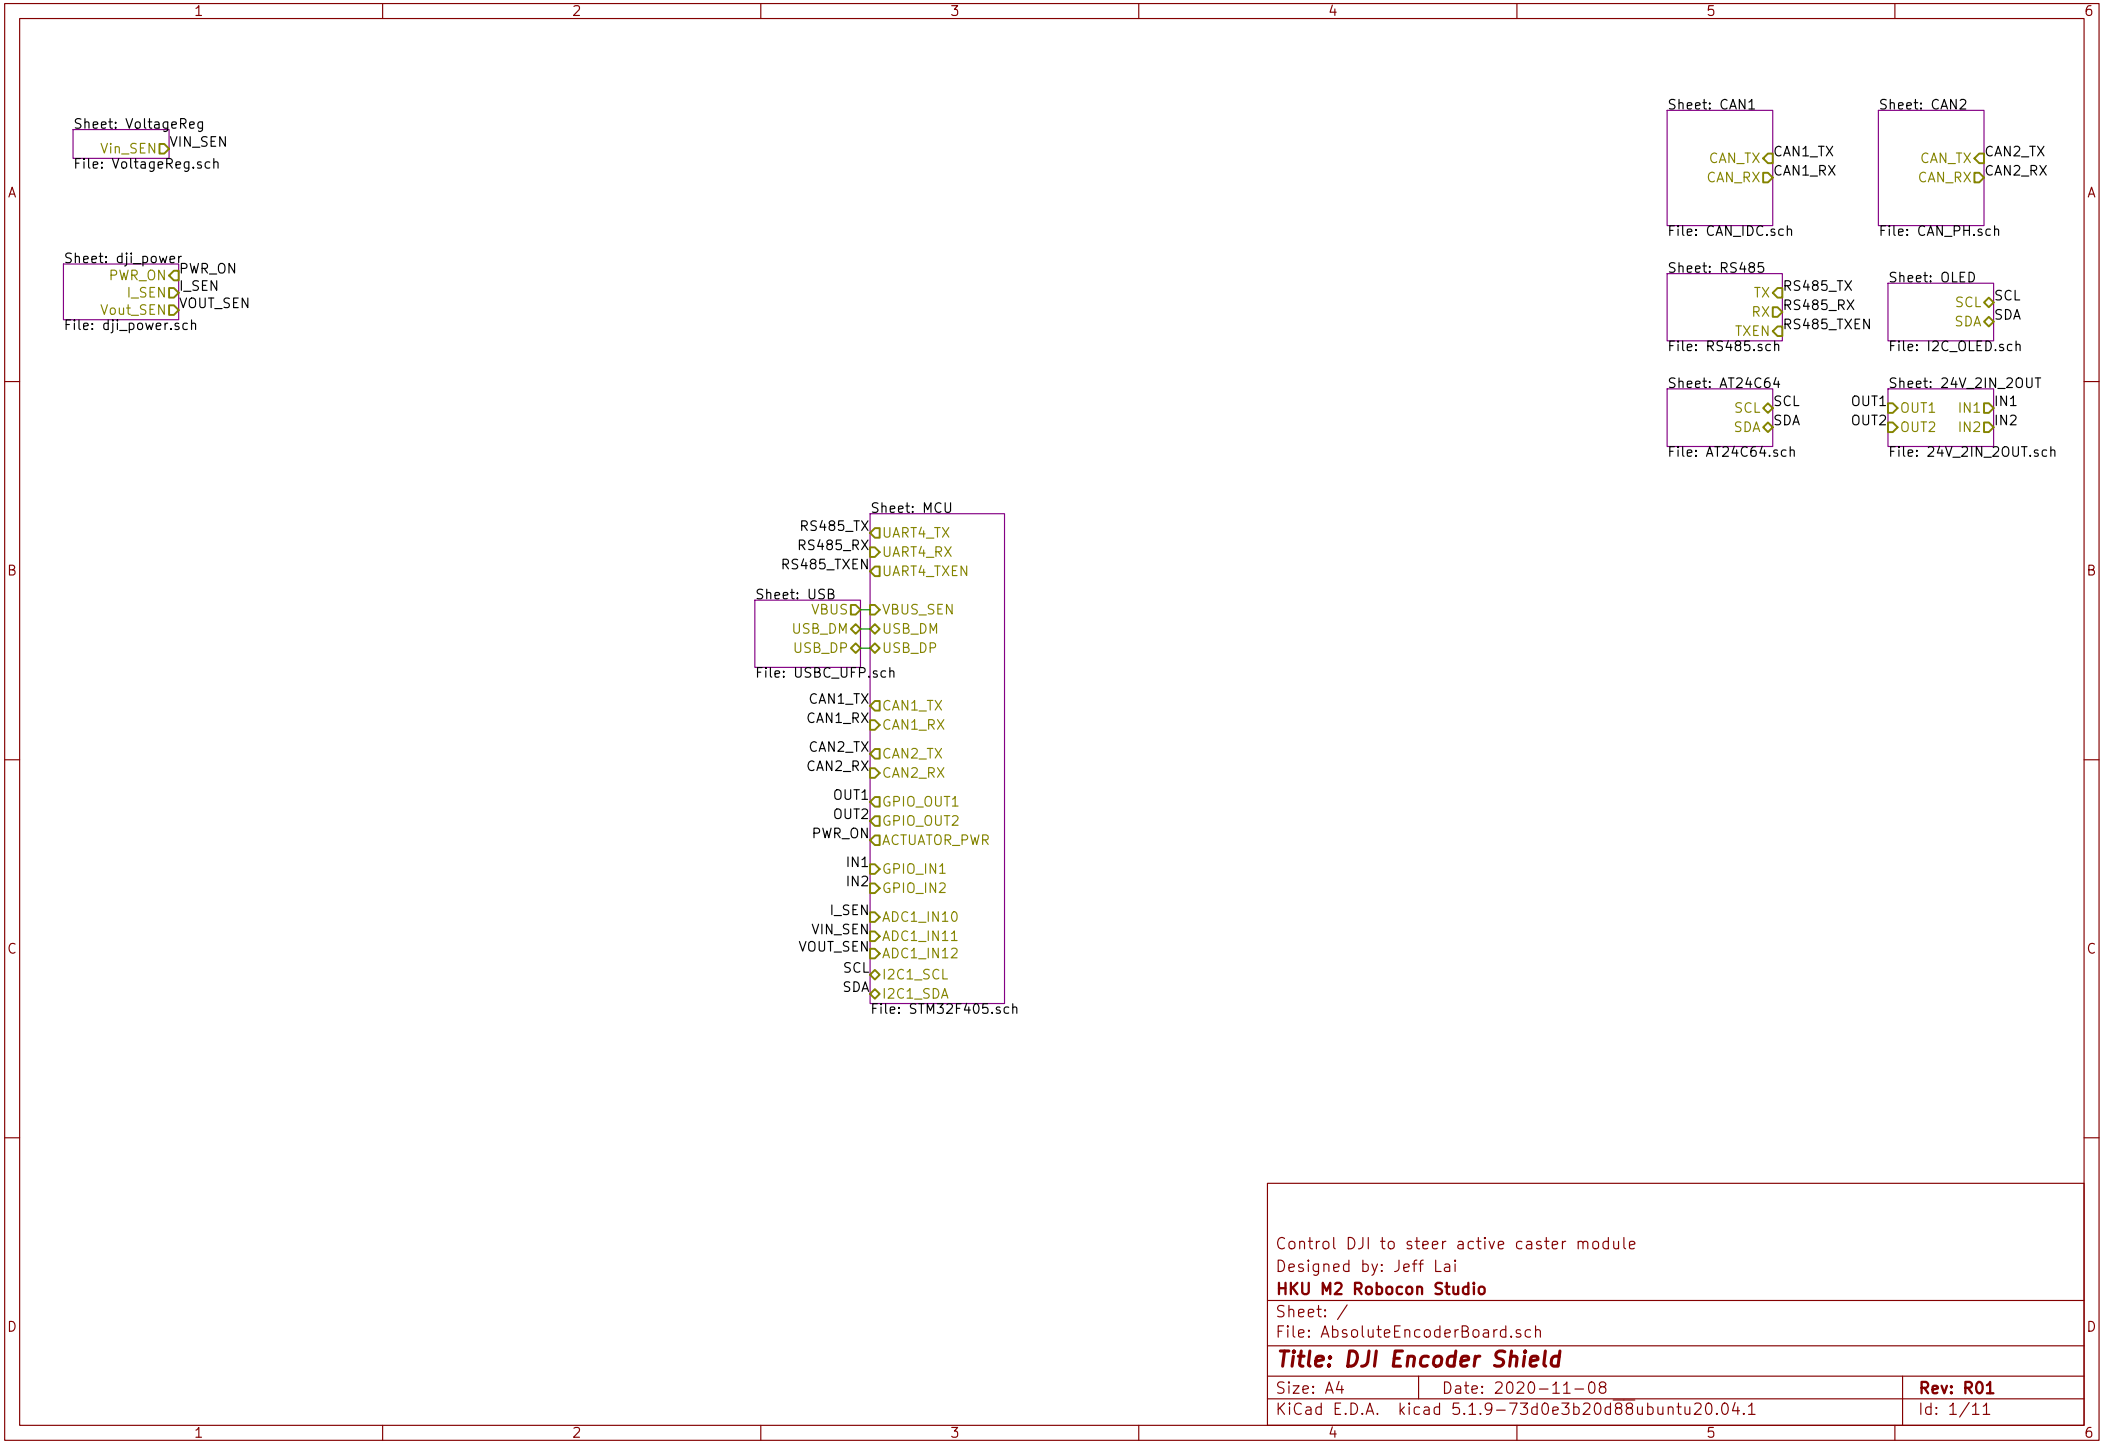 1 2 3 4 5 6
A
B
C
D
Sheet: VoltageReg
Vin_SEN VIN_SEN
File: VoltageReg.sch
Sheet: dji_power
PWR_ON PWR_ON
I_SEN I_SEN
Vout_SEN VOUT_SEN
File: dji_power.sch
Sheet: CAN1
CAN_TX CAN1_TX
CAN_RX CAN1_RX
File: CAN_IDC.sch
Sheet: CAN2
CAN_TX CAN2_TX
CAN_RX CAN2_RX
File: CAN_PH.sch
Sheet: RS485
TX RS485_TX
RX RS485_RX
TXEN RS485_TXEN
File: RS485.sch
Sheet: OLED
SCL SCL
SDA SDA
File: I2C_OLED.sch
Sheet: AT24C64
SCL SCL
SDA SDA
File: AT24C64.sch
Sheet: 24V_2IN_2OUT
OUT1 OUT1 IN1 IN1
OUT2 OUT2 IN2 IN2
File: 24V_2IN_2OUT.sch
Sheet: MCU
RS485_TX UART4_TX
RS485_RX UART4_RX
RS485_TXEN UART4_TXEN
Sheet: USB
VBUS VBUS_SEN
USB_DM USB_DM
USB_DP USB_DP
File: USBC_UFP.sch
CAN1_TX CAN1_TX
CAN1_RX CAN1_RX
CAN2_TX CAN2_TX
CAN2_RX CAN2_RX
OUT1 GPIO_OUT1
OUT2 GPIO_OUT2
PWR_ON ACTUATOR_PWR
IN1 GPIO_IN1
IN2 GPIO_IN2
I_SEN ADC1_IN10
VIN_SEN ADC1_IN11
VOUT_SEN ADC1_IN12
SCL I2C1_SCL
SDA I2C1_SDA
File: STM32F405.sch
A
B
C
D
Control DJI to steer active caster module
Designed by: Jeff Lai
HKU M2 Robocon Studio
Sheet: /
File: AbsoluteEncoderBoard.sch
Title: DJI Encoder Shield
Size: A4 Date: 2020-11-08 Rev: R01
KiCad E.D.A. kicad 5.1.9-73d0e3b20d88ubuntu20.04.1 Id: 1/11
1 2 3 4 5 6